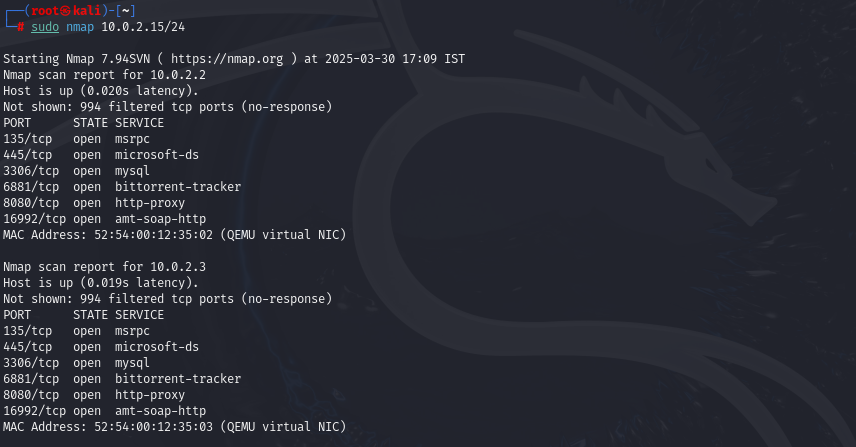 ┌──(root㉿kali)-[~]
└─# sudo nmap 10.0.2.15/24
Starting Nmap 7.94SVN ( https://nmap.org ) at 2025-03-30 17:09 IST
Nmap scan report for 10.0.2.2
Host is up (0.020s latency).
Not shown: 994 filtered tcp ports (no-response)
PORT      STATE SERVICE
135/tcp   open  msrpc
445/tcp   open  microsoft-ds
3306/tcp  open  mysql
6881/tcp  open  bittorrent-tracker
8080/tcp  open  http-proxy
16992/tcp open  amt-soap-http
MAC Address: 52:54:00:12:35:02 (QEMU virtual NIC)
Nmap scan report for 10.0.2.3
Host is up (0.019s latency).
Not shown: 994 filtered tcp ports (no-response)
PORT      STATE SERVICE
135/tcp   open  msrpc
445/tcp   open  microsoft-ds
3306/tcp  open  mysql
6881/tcp  open  bittorrent-tracker
8080/tcp  open  http-proxy
16992/tcp open  amt-soap-http
MAC Address: 52:54:00:12:35:03 (QEMU virtual NIC)